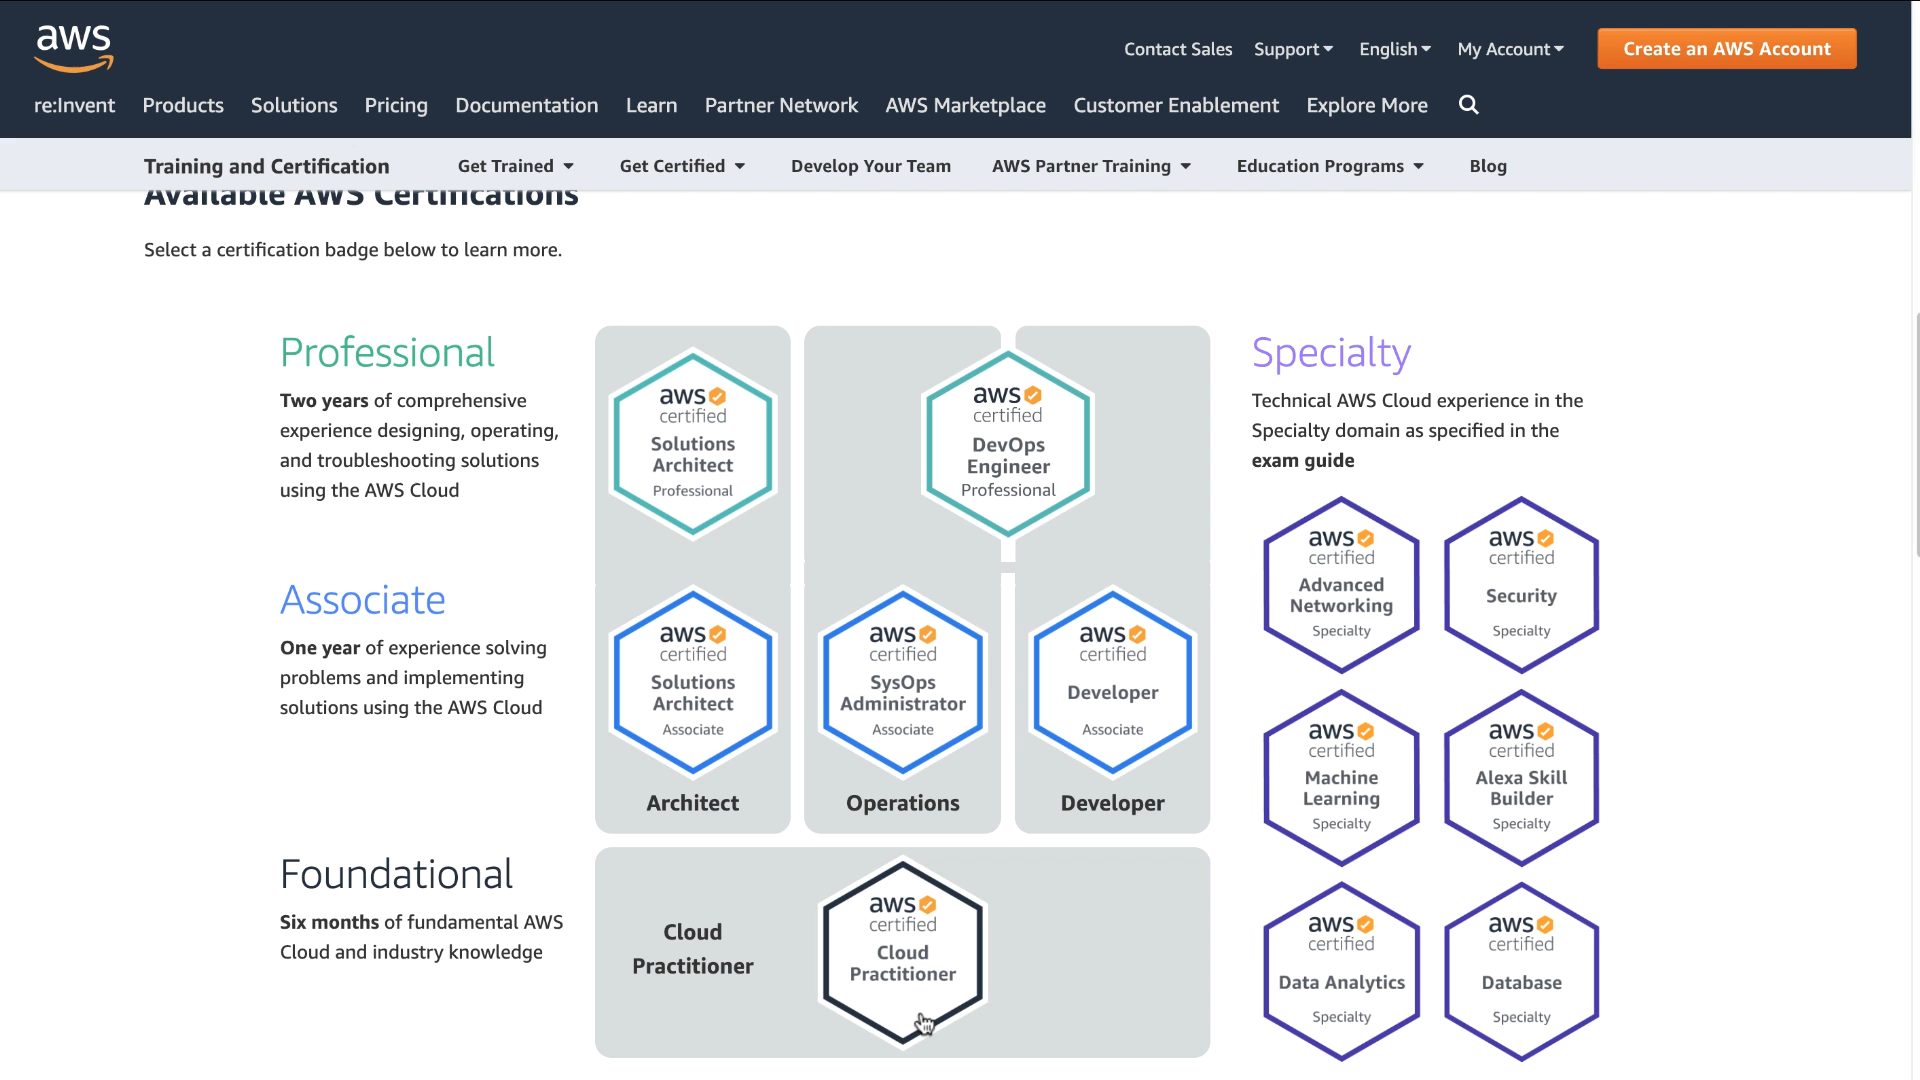 aws
Contact Sales
Support
English
My Account
Create an AWS Account
re:Invent
Products
Solutions
Pricing
Documentation
Learn
Partner Network
AWS Marketplace
Customer Enablement
Explore More
Training and Certification
Get Trained
Get Certified
Develop Your Team
AWS Partner Training
Education Programs
Blog
Available AWS Certifications
Select a certification badge below to learn more.
Professional
Two years of comprehensive
experience designing, operating,
and troubleshooting solutions
using the AWS Cloud
aws
certified
Solutions
Architect
Professional
aws
certified
DevOps
Engineer
Professional
Associate
One year of experience solving
problems and implementing
solutions using the AWS Cloud
aws
certified
Solutions
Architect
Associate
Architect
aws
certified
SysOps
Administrator
Associate
Operations
aws
certified
Developer
Associate
Developer
Foundational
Six months of fundamental AWS
Cloud and industry knowledge
Cloud
Practitioner
aws
certified
Cloud
Practitioner
Specialty
Technical AWS Cloud experience in the
Specialty domain as specified in the
exam guide
aws
certified
Advanced
Networking
Specialty
aws
certified
Security
Specialty
aws
certified
Machine
Learning
Specialty
aws
certified
Alexa Skill
Builder
Specialty
aws
certified
Data Analytics
Specialty
aws
certified
Database
Specialty